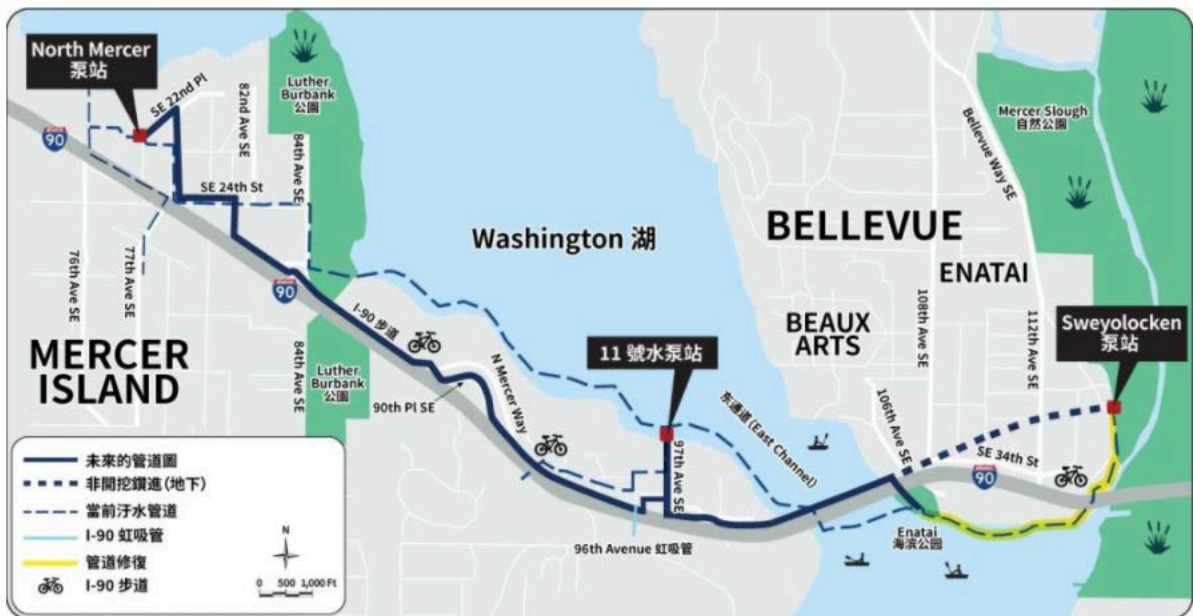 North Mercer
泵站
SE 22nd Pl
82nd Ave SE
84th Ave SE
Luther
Burbank
公園
90
SE 24th St
76th Ave SE
77th Ave SE
MERCER
ISLAND
90
84th Ave SE
Luther
Burbank
公園
I-90 步道
90th Pl SE
N Mercer Way
Washington 湖
11 號水泵站
97th Ave SE
96th Avenue 虹吸管
东通道 (East Channel)
BELLEVUE
ENATAI
BEAUX
ARTS
Mercer Slough
自然公園
Bellevue Way SE
108th Ave SE
112th Ave SE
106th Ave SE
Sweyolocken
泵站
SE 34th St
90
Enatai
海滨公园
未來的管道圖
非開挖鑽進(地下)
當前汙水管道
I-90 虹吸管
管道修復
I-90 步道
N
0 500 1,000 Ft